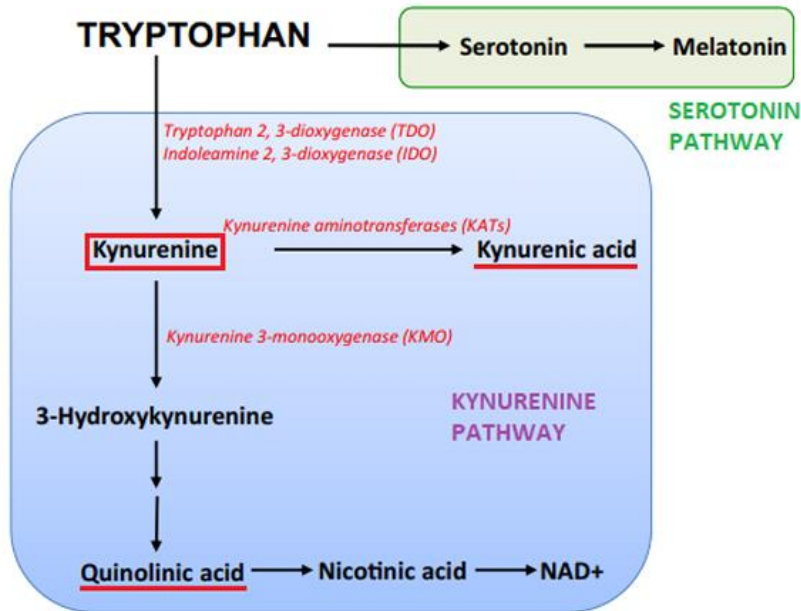 TRYPTOPHAN
Serotonin
Melatonin
SEROTONIN
PATHWAY
Tryptophan 2, 3-dioxygenase (TDO)
Indoleamine 2, 3-dioxygenase (IDO)
Kynurenine aminotransferases (KATs)
Kynurenine
Kynurenic acid
Kynurenine 3-monooxygenase (KMO)
3-Hydroxykynurenine
KYNURENINE
PATHWAY
Quinolinic acid
Nicotinic acid
NAD+